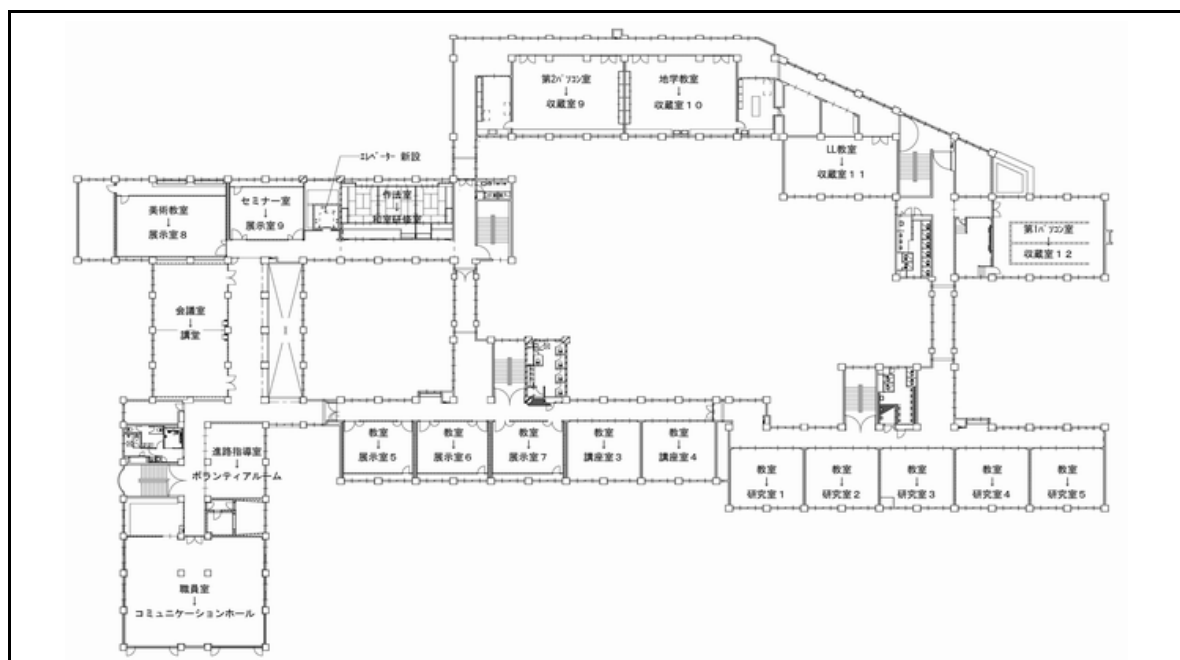 第2パソコン室
↓
収蔵室9
地学教室
↓
収蔵室10
LL教室
↓
収蔵室11
エレベーター 新設
作法室
↓
和室研修室
セミナー室
↓
展示室9
美術教室
↓
展示室8
第1パソコン室
↓
収蔵室12
会議室
↓
講堂
進路指導室
↓
ボランティアルーム
教室
↓
展示室5
教室
↓
展示室6
教室
↓
展示室7
教室
↓
講座室3
教室
↓
講座室4
教室
↓
研究室1
教室
↓
研究室2
教室
↓
研究室3
教室
↓
研究室4
教室
↓
研究室5
職員室
↓
コミュニケーションホール